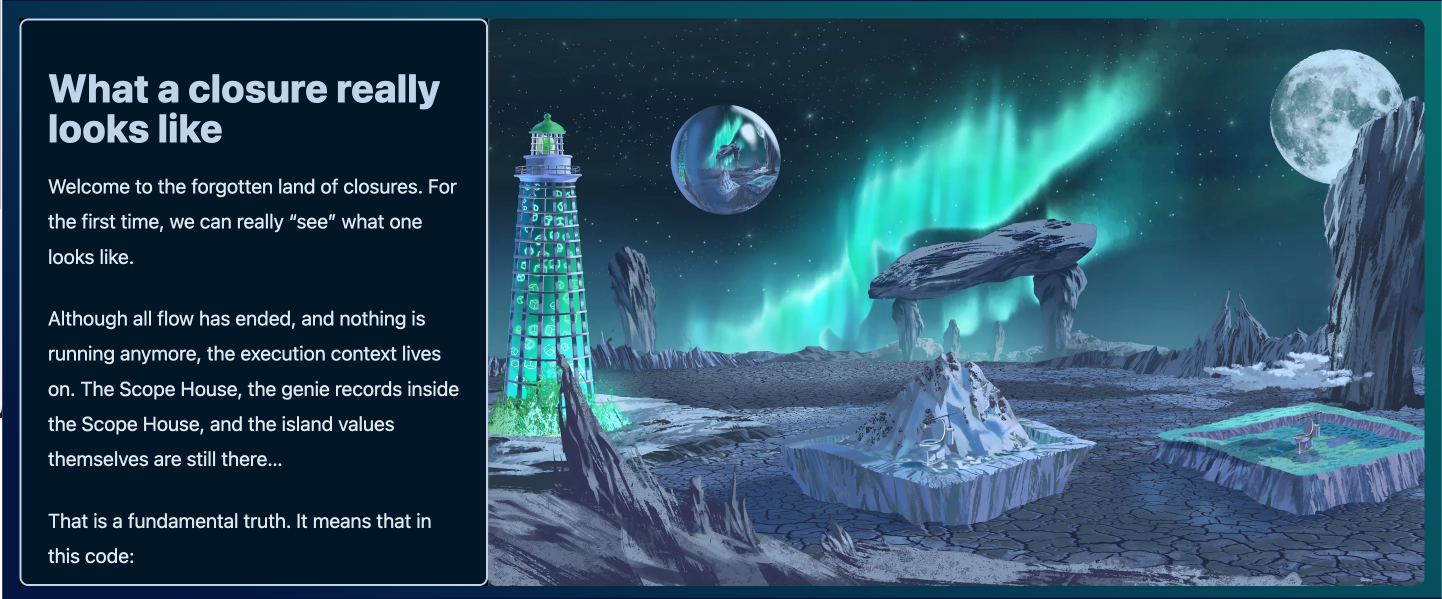 What a closure really
looks like
Welcome to the forgotten land of closures. For
the first time, we can really “see” what one
looks like.
Although all flow has ended, and nothing is
running anymore, the execution context lives
on. The Scope House, the genie records inside
the Scope House, and the island values
themselves are still there...
That is a fundamental truth. It means that in
this code: